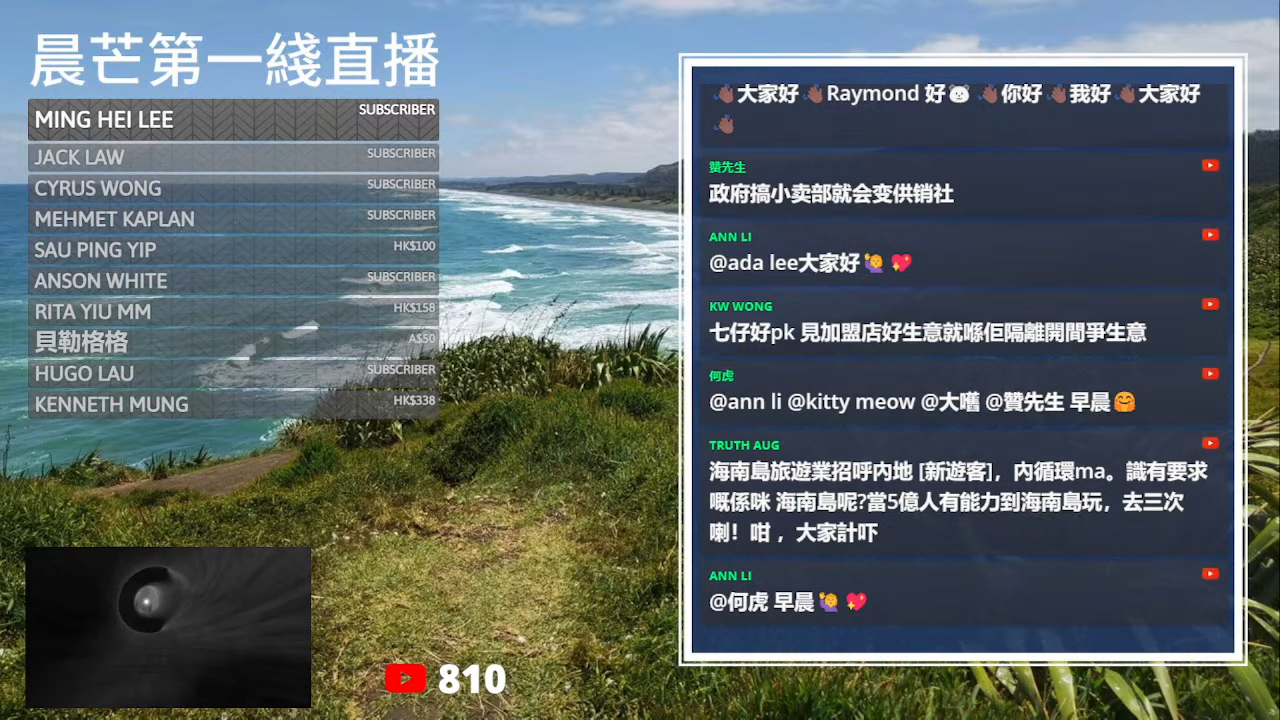 晨芒第一綫直播
MING HEI LEE SUBSCRIBER
JACK LAW SUBSCRIBER
CYRUS WONG SUBSCRIBER
MEHMET KAPLAN SUBSCRIBER
SAU PING YIP HK$100
ANSON WHITE SUBSCRIBER
RITA YIU MM HK$158
貝勒格格 A$50
HUGO LAU SUBSCRIBER
KENNETH MUNG HK$338
810
👋🏾大家好👋🏾Raymond 好🐻‍❄️👋🏾你好👋🏾我好👋🏾大家好
👋🏾
贊先生
政府搞小卖部就会变供销社
ANN LI
@ada lee大家好🙋💖
KW WONG
七仔好pk 見加盟店好生意就喺佢隔離開間爭生意
何虎
@ann li @kitty meow @大嚿 @贊先生 早晨🤗
TRUTH AUG
海南島旅遊業招呼內地 [新遊客]，內循環ma。識有要求
嘅係咪 海南島呢?當5億人有能力到海南島玩，去三次
喇！咁 ，大家計吓
ANN LI
@何虎 早晨🙋💖